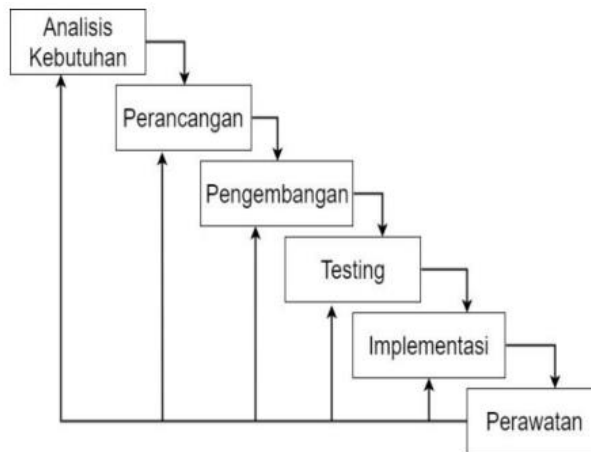 Analisis
Kebutuhan
Perancangan
Pengembangan
Testing
Implementasi
Perawatan